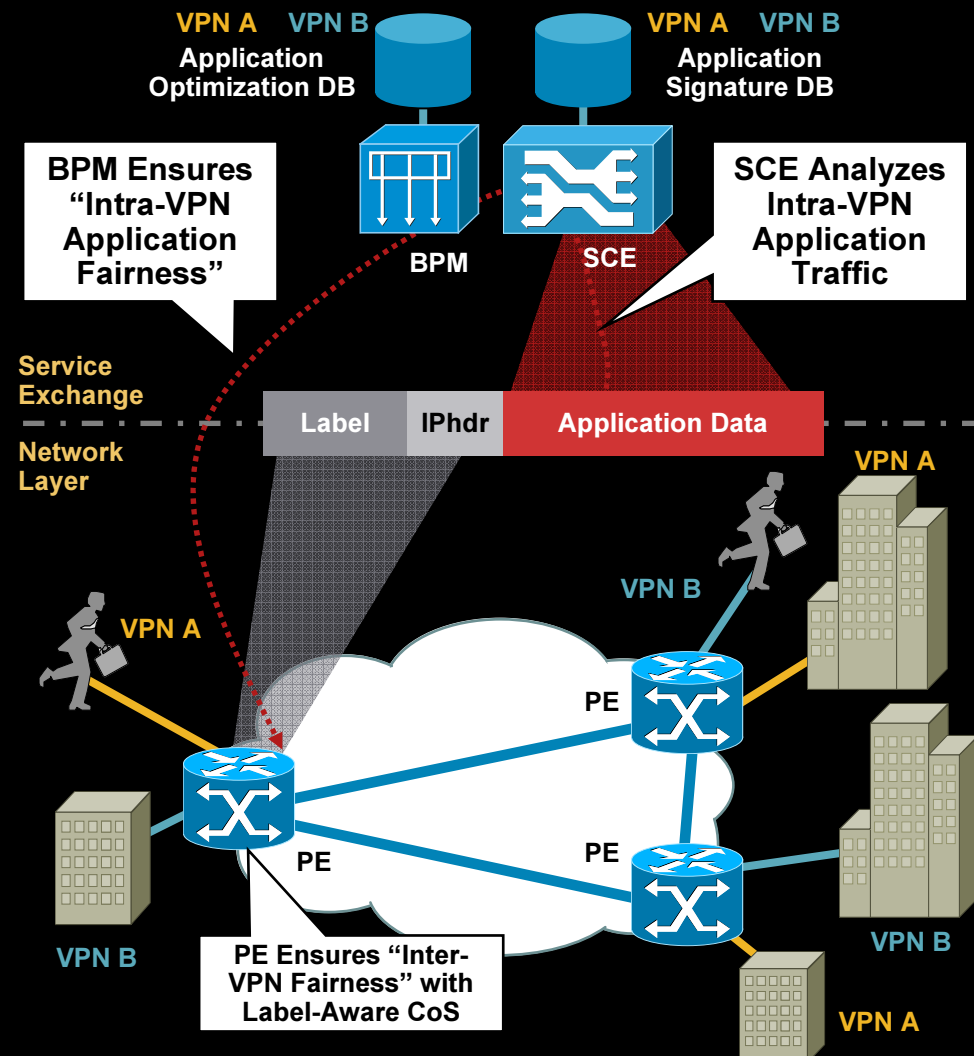 VPN A VPN B
Application
Optimization DB
VPN A VPN B
Application
Signature DB
BPM Ensures
“Intra-VPN
Application
Fairness”
SCE Analyzes
Intra-VPN
Application
Traffic
BPM
SCE
Service
Exchange
Label IPhdr Application Data
Network
Layer
VPN A
VPN B
VPN A
PE
PE
PE
VPN B
VPN B
PE Ensures “Inter-
VPN Fairness” with
Label-Aware CoS
VPN A